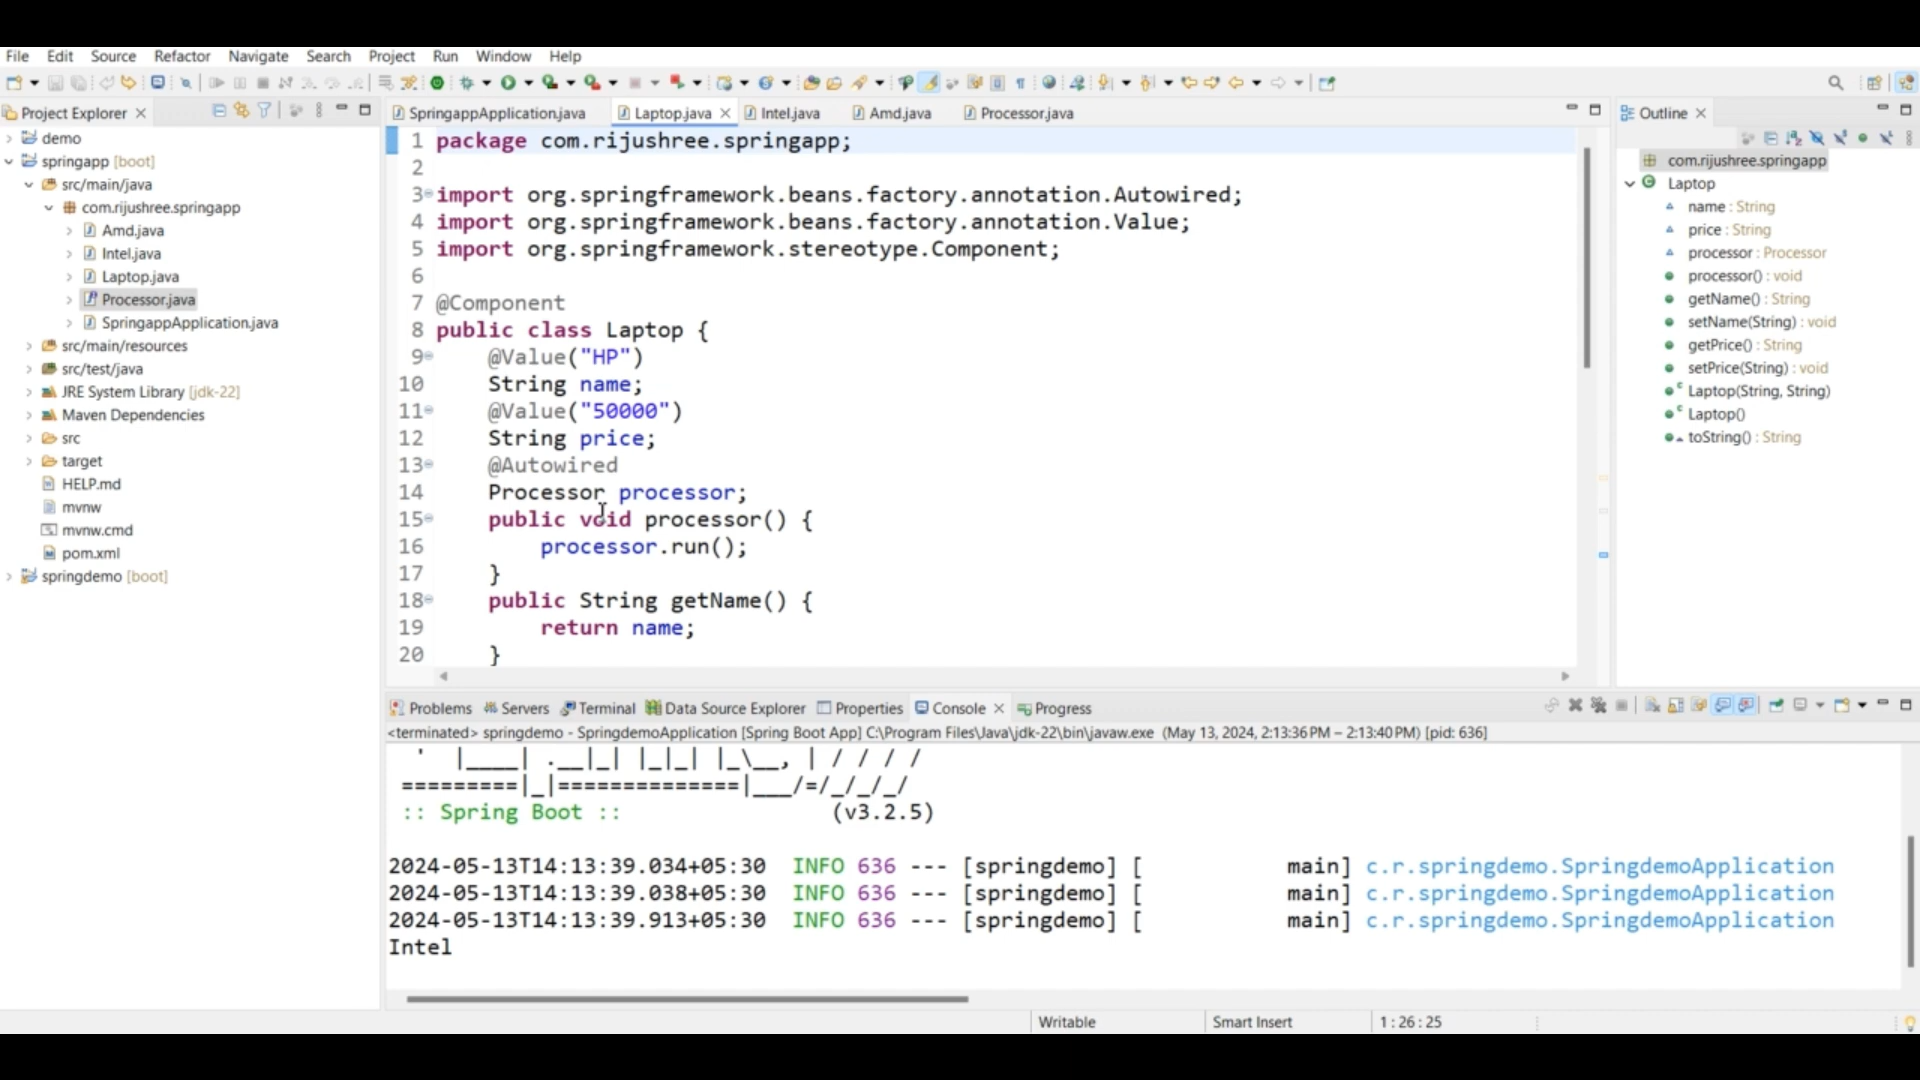 File Edit Source Refactor Navigate Search Project Run Window Help
Project Explorer
demo
springapp [boot]
src/main/java
com.rijushree.springapp
Amd.java
Intel.java
Laptop.java
Processor.java
SpringappApplication.java
src/main/resources
src/test/java
JRE System Library [jdk-22]
Maven Dependencies
src
target
HELP.md
mvnw
mvnw.cmd
pom.xml
springdemo [boot]
SpringappApplication.java Laptop.java Intel.java Amd.java Processor.java
1 package com.rijushree.springapp;
2
3 import org.springframework.beans.factory.annotation.Autowired;
4 import org.springframework.beans.factory.annotation.Value;
5 import org.springframework.stereotype.Component;
6
7 @Component
8 public class Laptop {
9 @Value("HP")
10 String name;
11 @Value("50000")
12 String price;
13 @Autowired
14 Processor processor;
15 public void processor() {
16 processor.run();
17 }
18 public String getName() {
19 return name;
20 }
Outline
com.rijushree.springapp
Laptop
name : String
price : String
processor : Processor
processor() : void
getName() : String
setName(String) : void
getPrice() : String
setPrice(String) : void
Laptop(String, String)
Laptop()
toString() : String
Problems Servers Terminal Data Source Explorer Properties Console Progress
<terminated> springdemo - SpringdemoApplication [Spring Boot App] C:\Program Files\Java\jdk-22\bin\javaw.exe (May 13, 2024, 2:13:36 PM – 2:13:40 PM) [pid: 636]
' |____| .__|_| |_|_| |_\__, | / / / /
=========|_|==============|___/=/_/_/_/
:: Spring Boot :: (v3.2.5)
2024-05-13T14:13:39.034+05:30 INFO 636 --- [springdemo] [ main] c.r.springdemo.SpringdemoApplication
2024-05-13T14:13:39.038+05:30 INFO 636 --- [springdemo] [ main] c.r.springdemo.SpringdemoApplication
2024-05-13T14:13:39.913+05:30 INFO 636 --- [springdemo] [ main] c.r.springdemo.SpringdemoApplication
Intel
Writable Smart Insert 1 : 26 : 25